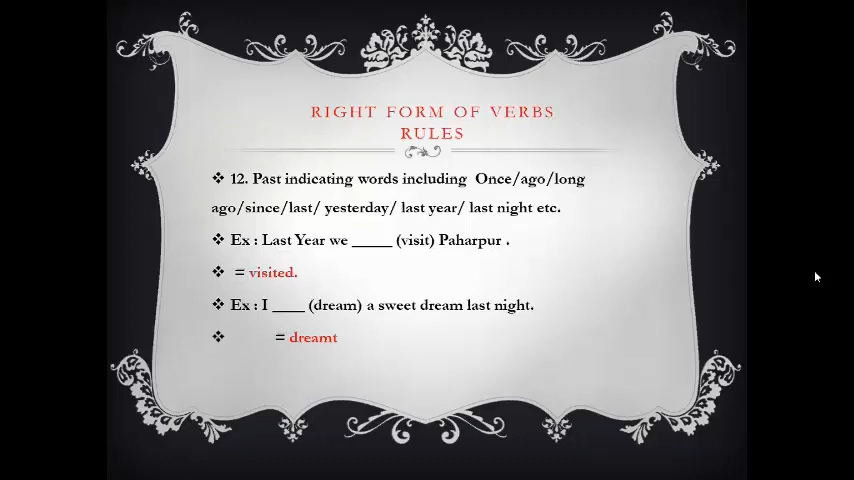 RIGHT FORM OF VERBS
RULES
❖ 12. Past indicating words including Once/ago/long
ago/since/last/ yesterday/ last year/ last night etc.
❖ Ex : Last Year we _____ (visit) Paharpur .
❖ = visited.
❖ Ex : I ____ (dream) a sweet dream last night.
❖ = dreamt